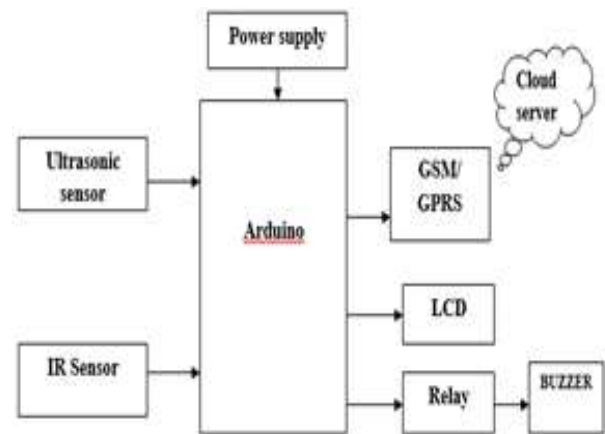 Power supply
Cloud
server
Ultrasonic
sensor
GSM/
GPRS
Arduino
LCD
IR Sensor
Relay
BUZZER